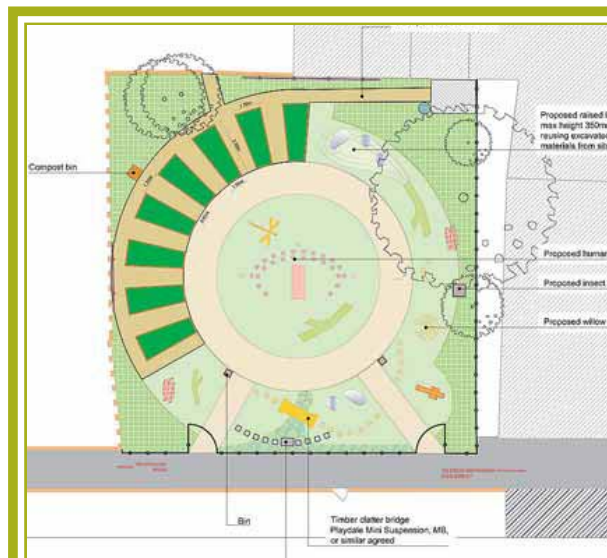 Proposed raised
max height 350m
reusing excavate
materials from si
Compost bin
Proposed human
Proposed insect
Proposed willow
Bin
Timber clatter bridge
Playdale Mini Suspension, MB,
or similar agreed